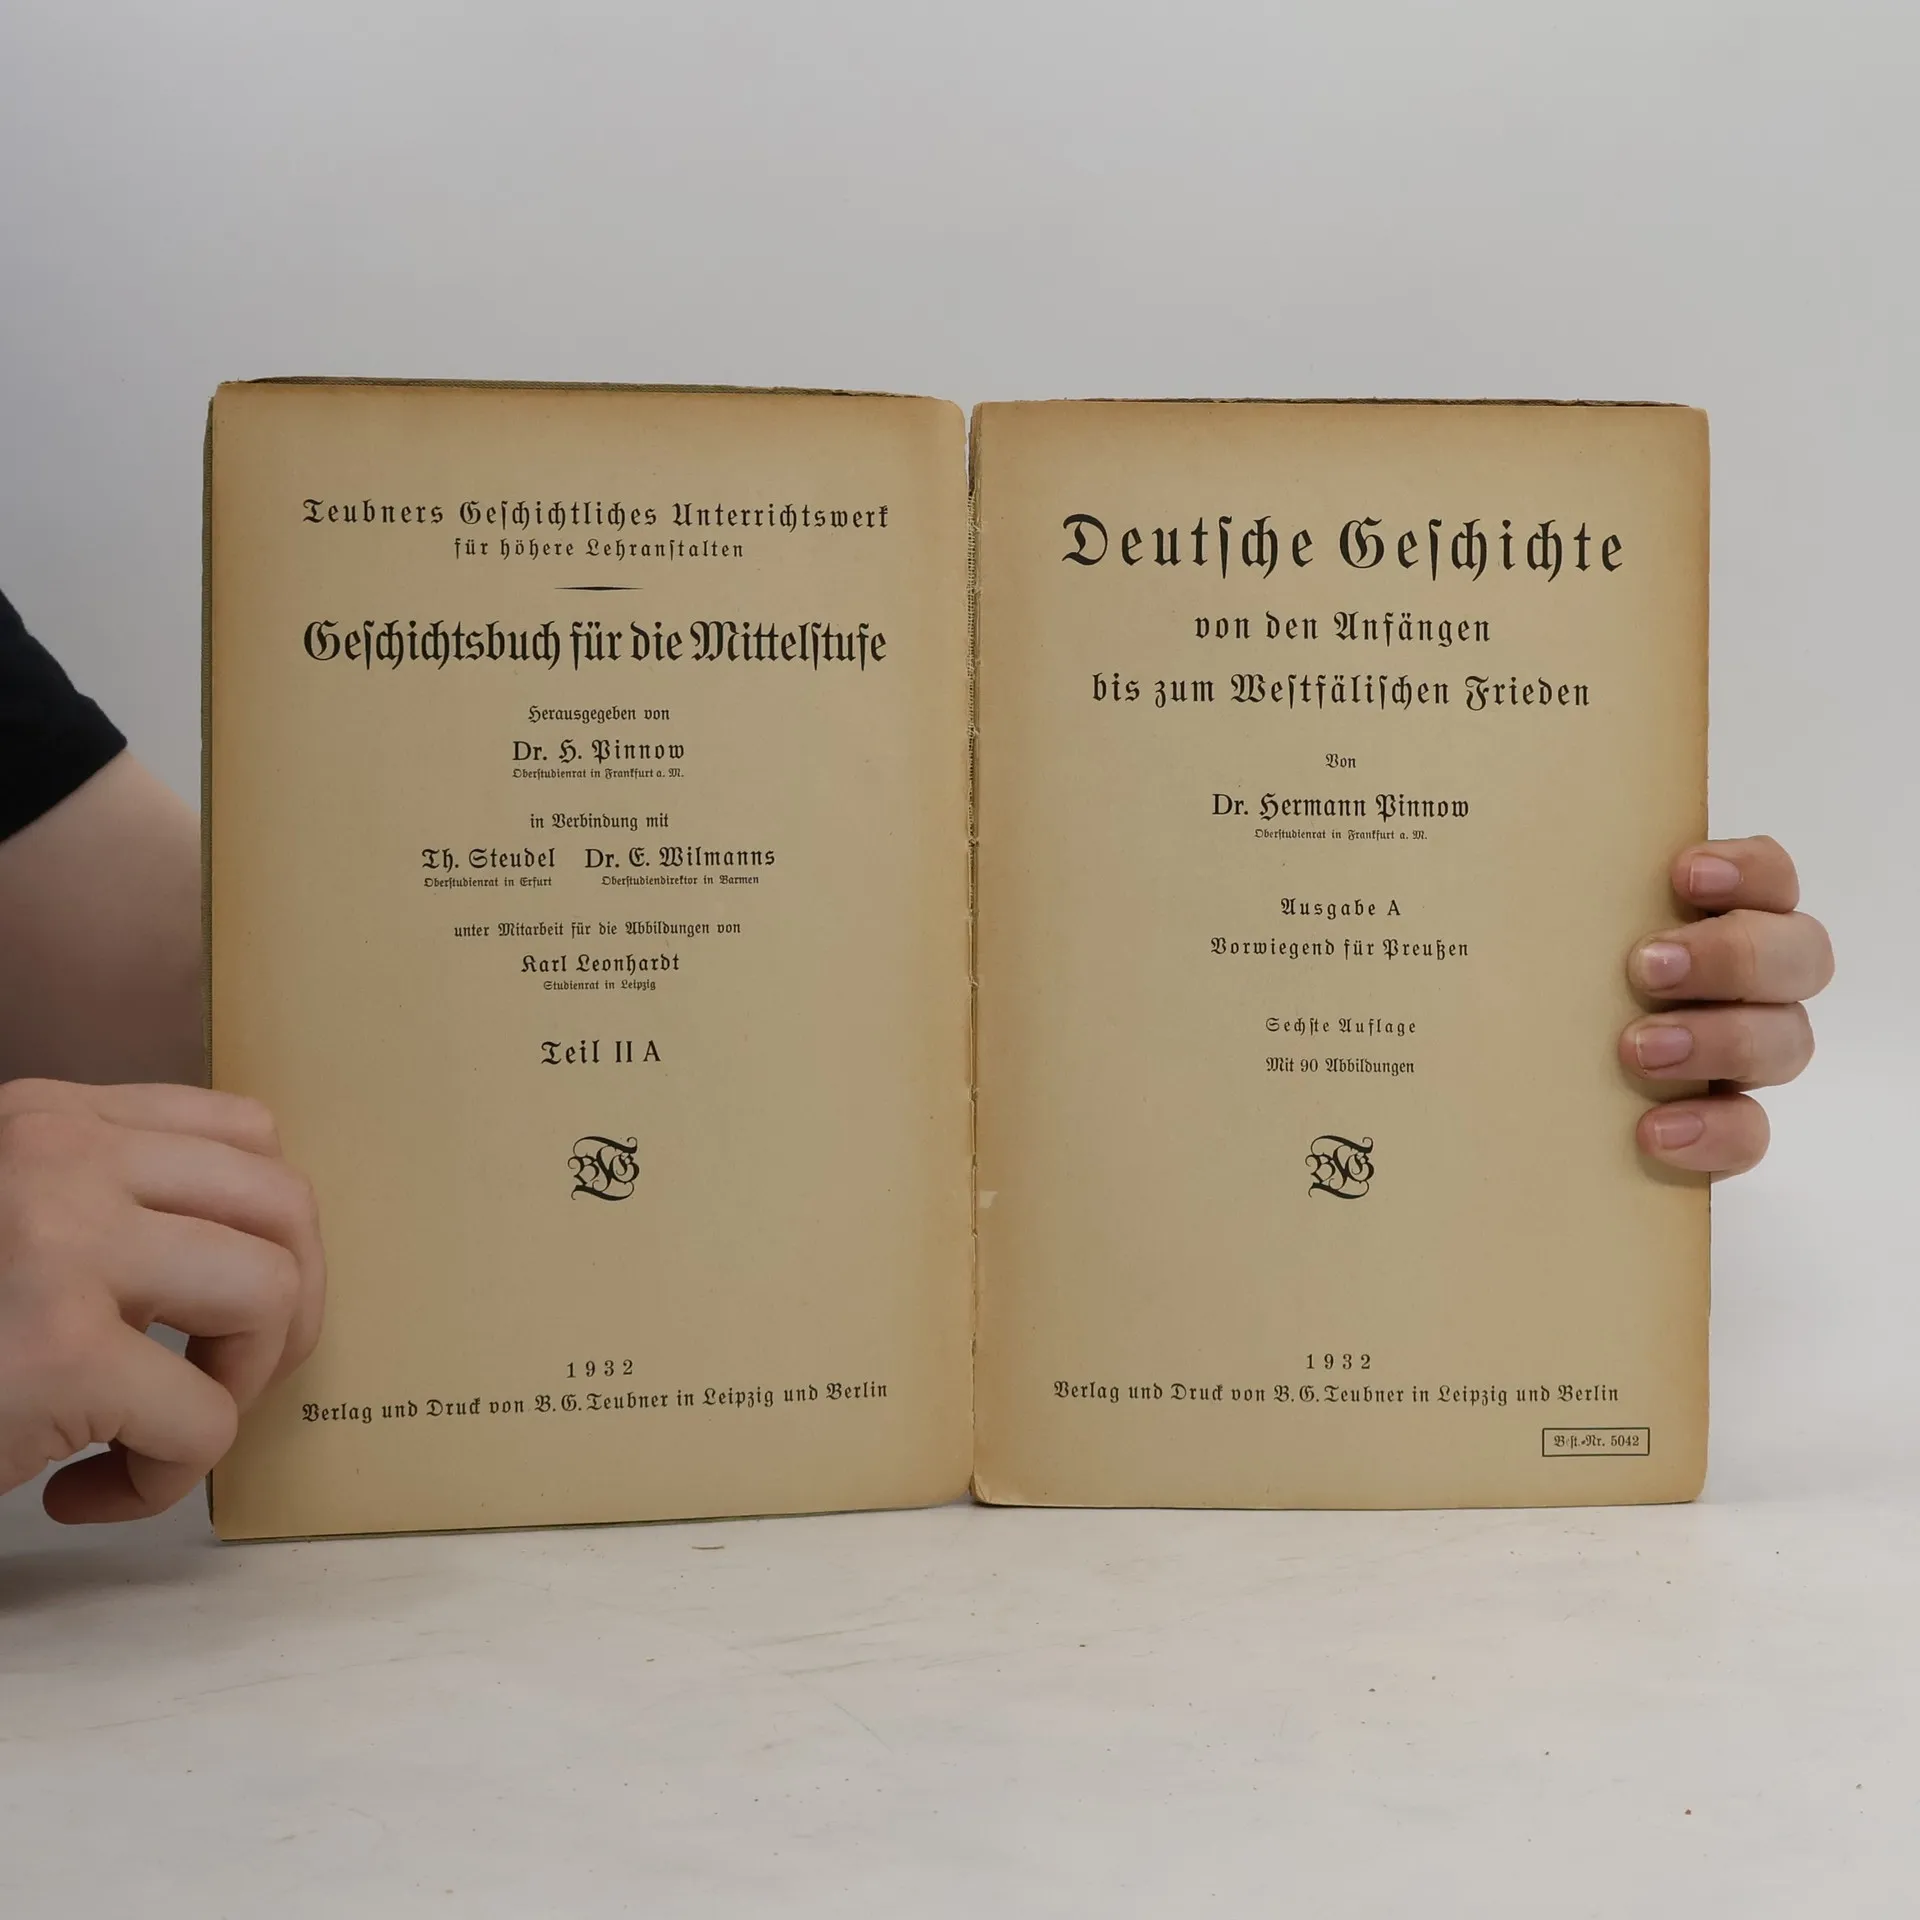 Teubners Geschichtliches Unterrichtswerk
für höhere Lehranstalten
Geschichtsbuch für die Mittelstufe
Herausgegeben von
Dr. H. Pinnow
Oberstudienrat in Frankfurt a. M.
in Verbindung mit
Th. Steudel Dr. E. Wilmanns
Oberstudienrat in Erfurt Oberstudiendirektor in Barmen
unter Mitarbeit für die Abbildungen von
Karl Leonhardt
Studienrat in Leipzig
Teil II A
BGT
1932
Verlag und Druck von B. G. Teubner in Leipzig und Berlin
Deutsche Geschichte
von den Anfängen
bis zum Westfälischen Frieden
Von
Dr. Hermann Pinnow
Oberstudienrat in Frankfurt a. M.
Ausgabe A
Vorwiegend für Preußen
Sechste Auflage
Mit 90 Abbildungen
BGT
1932
Verlag und Druck von B. G. Teubner in Leipzig und Berlin
Best.-Nr. 5042